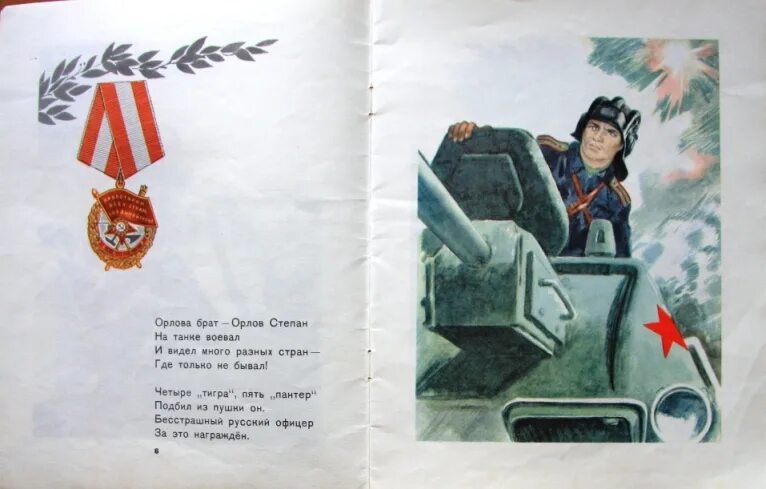 Орлова брат — Орлов Степан
На танке воевал
И видел много разных стран —
Где только не бывал!
Четыре „тигра“, пять „пантер“
Подбил из пушки он.
Бесстрашный русский офицер
За это награждён.
6